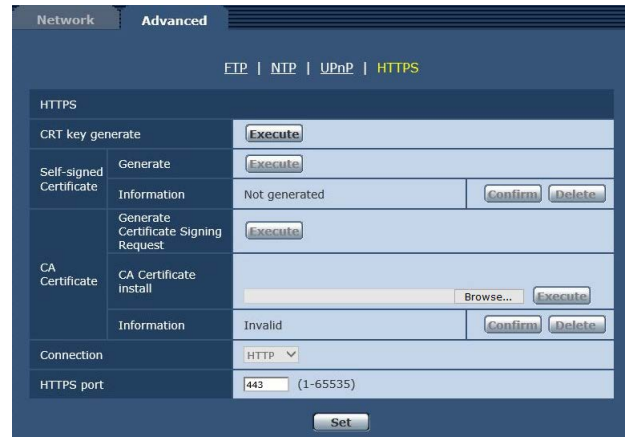 Network Advanced
FTP | NTP | UPnP | HTTPS
HTTPS
CRT key generate Execute
Self-signed Certificate
Generate Execute
Information Not generated Confirm Delete
CA Certificate
Generate Certificate Signing Request Execute
CA Certificate install Browse... Execute
Information Invalid Confirm Delete
Connection HTTP
HTTPS port 443 (1-65535)
Set